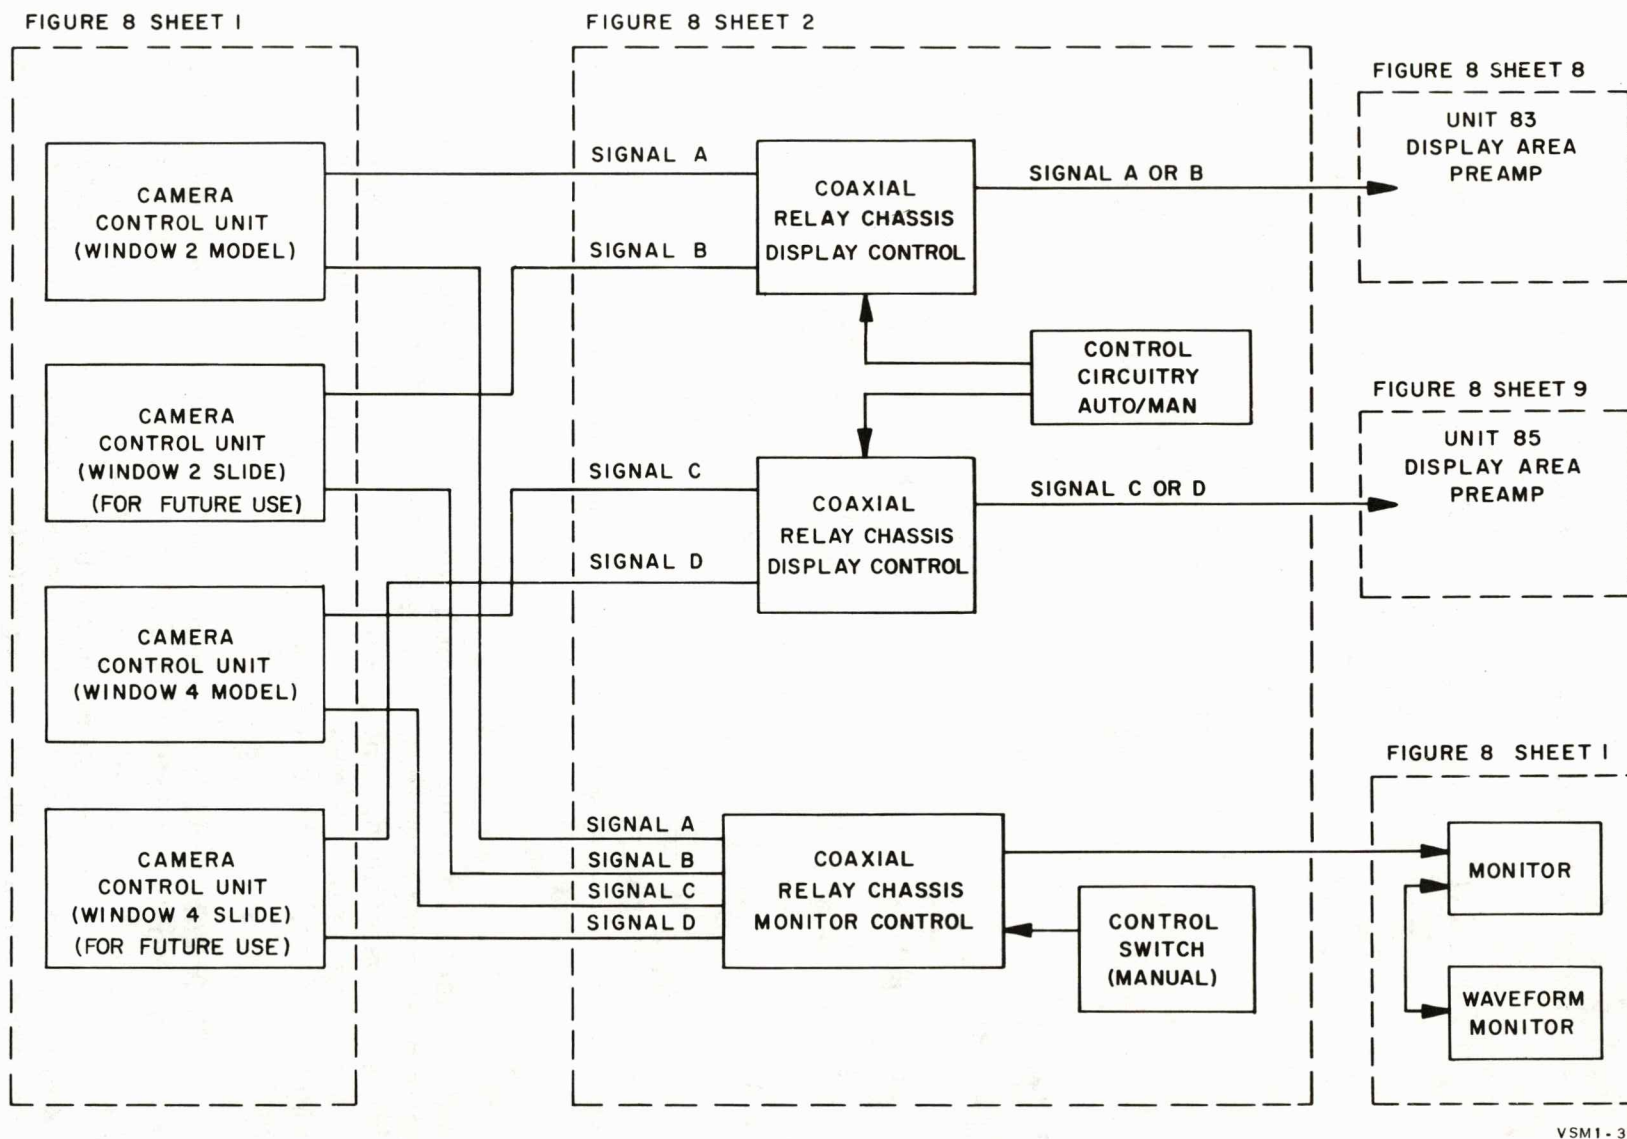 FIGURE 8 SHEET 1
FIGURE 8 SHEET 2
FIGURE 8 SHEET 8
UNIT 83
DISPLAY AREA
PREAMP
CAMERA
CONTROL UNIT
(WINDOW 2 MODEL)
SIGNAL A
SIGNAL B
COAXIAL
RELAY CHASSIS
DISPLAY CONTROL
SIGNAL A OR B
CONTROL
CIRCUITRY
AUTO/MAN
FIGURE 8 SHEET 9
UNIT 85
DISPLAY AREA
PREAMP
CAMERA
CONTROL UNIT
(WINDOW 2 SLIDE)
(FOR FUTURE USE)
SIGNAL C
SIGNAL D
COAXIAL
RELAY CHASSIS
DISPLAY CONTROL
SIGNAL C OR D
CAMERA
CONTROL UNIT
(WINDOW 4 MODEL)
FIGURE 8 SHEET 1
CAMERA
CONTROL UNIT
(WINDOW 4 SLIDE)
(FOR FUTURE USE)
SIGNAL A
SIGNAL B
SIGNAL C
SIGNAL D
COAXIAL
RELAY CHASSIS
MONITOR CONTROL
CONTROL
SWITCH
(MANUAL)
MONITOR
WAVEFORM
MONITOR
VSM1-3